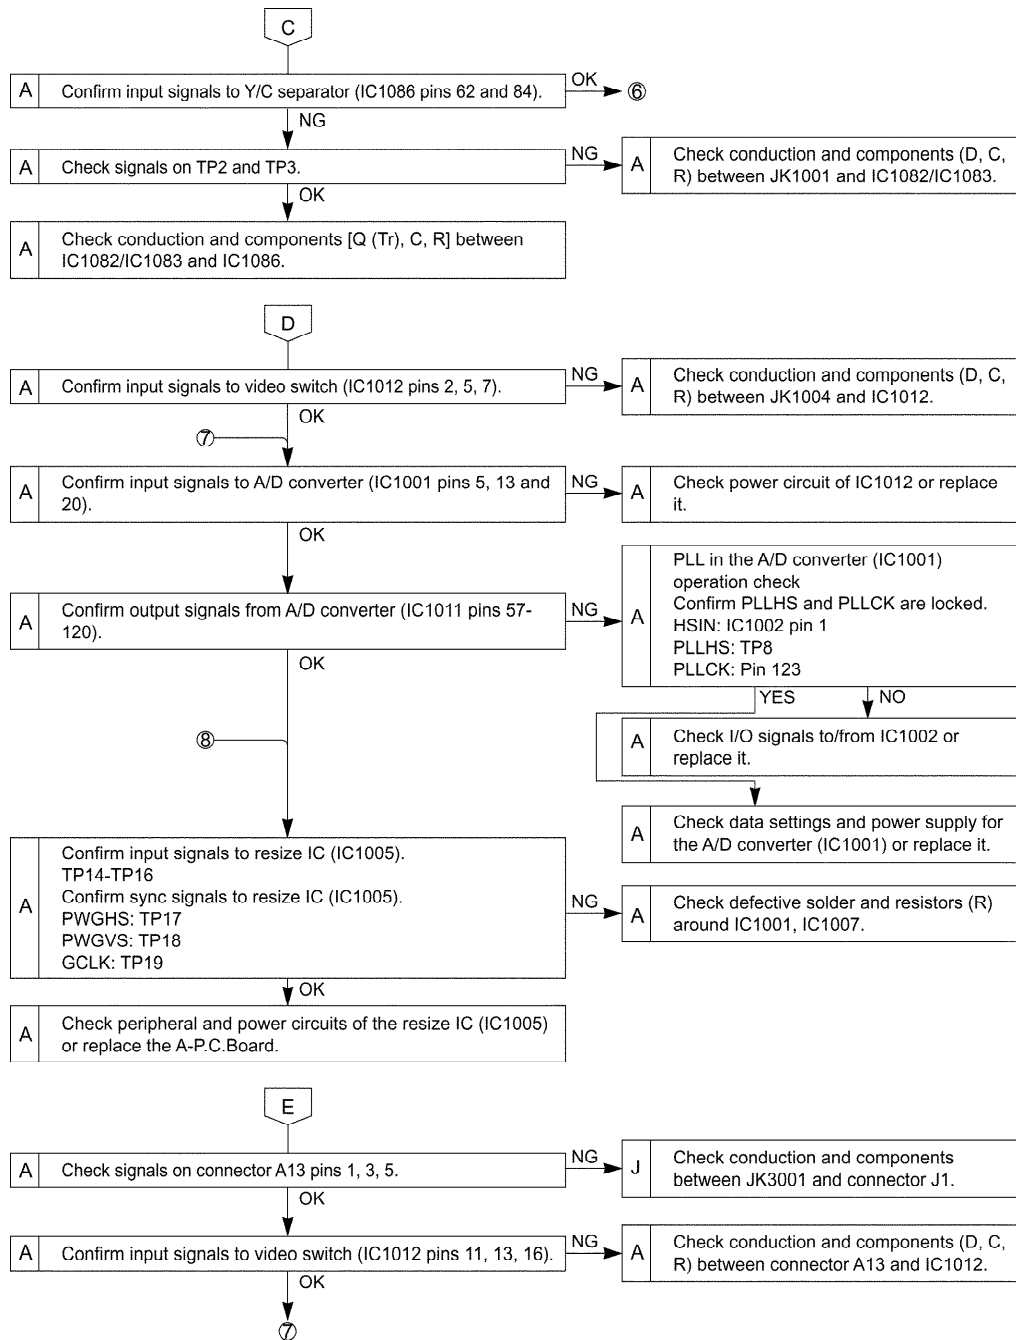 C
A Confirm input signals to Y/C separator (IC1086 pins 62 and 84).
OK
⑥
NG
A Check signals on TP2 and TP3.
NG
A Check conduction and components (D, C,
R) between JK1001 and IC1082/IC1083.
OK
A Check conduction and components [Q (Tr), C, R] between
IC1082/IC1083 and IC1086.
D
A Confirm input signals to video switch (IC1012 pins 2, 5, 7).
NG
A Check conduction and components (D, C,
R) between JK1004 and IC1012.
OK
⑦
A Confirm input signals to A/D converter (IC1001 pins 5, 13 and
20).
NG
A Check power circuit of IC1012 or replace
it.
OK
A Confirm output signals from A/D converter (IC1011 pins 57-
120).
NG
A PLL in the A/D converter (IC1001)
operation check
Confirm PLLHS and PLLCK are locked.
HSIN: IC1002 pin 1
PLLHS: TP8
PLLCK: Pin 123
OK
YES
NO
⑧
A Check I/O signals to/from IC1002 or
replace it.
A Check data settings and power supply for
the A/D converter (IC1001) or replace it.
A Confirm input signals to resize IC (IC1005).
TP14-TP16
Confirm sync signals to resize IC (IC1005).
PWGHS: TP17
PWGVS: TP18
GCLK: TP19
NG
A Check defective solder and resistors (R)
around IC1001, IC1007.
OK
A Check peripheral and power circuits of the resize IC (IC1005)
or replace the A-P.C.Board.
E
A Check signals on connector A13 pins 1, 3, 5.
NG
J Check conduction and components
between JK3001 and connector J1.
OK
A Confirm input signals to video switch (IC1012 pins 11, 13, 16).
NG
A Check conduction and components (D, C,
R) between connector A13 and IC1012.
OK
⑦